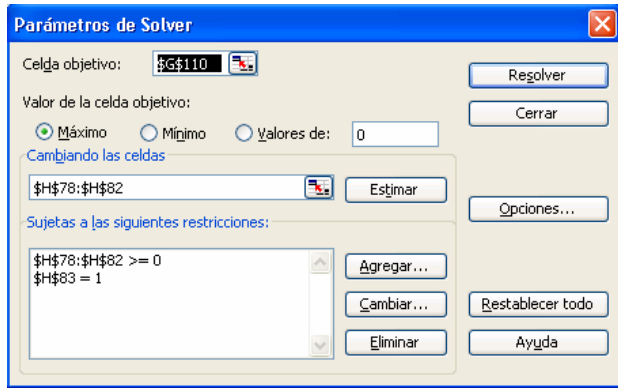 Parámetros de Solver
Celda objetivo: $G$110
Resolver
Valor de la celda objetivo:
Cerrar
Máximo Mínimo Valores de: 0
Cambiando las celdas
$H$78:$H$82 Estimar
Opciones...
Sujetas a las siguientes restricciones:
$H$78:$H$82 >= 0
$H$83 = 1
Agregar...
Cambiar...
Restablecer todo
Eliminar
Ayuda